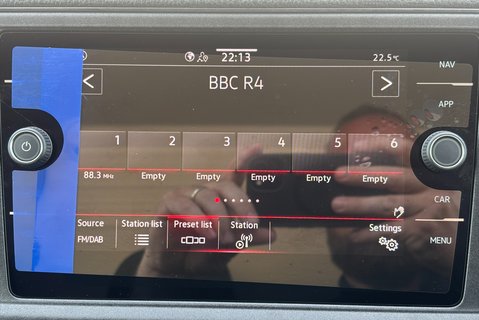 22:13
22.5°C
NAV
BBC R4
APP
1 2 3 4 5 6
88.3 MHz Empty Empty Empty Empty Empty
CAR
Source Station list Preset list Station Settings
FM/DAB
MENU